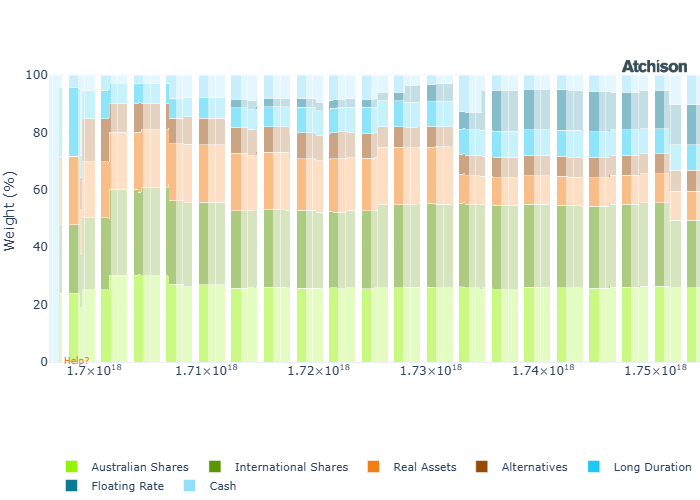 Atchison
100
80
60
40
20
0
Weight (%)
Help?
1.7×10¹⁸ 1.71×10¹⁸ 1.72×10¹⁸ 1.73×10¹⁸ 1.74×10¹⁸ 1.75×10¹⁸
Australian Shares International Shares Real Assets Alternatives Long Duration
Floating Rate Cash